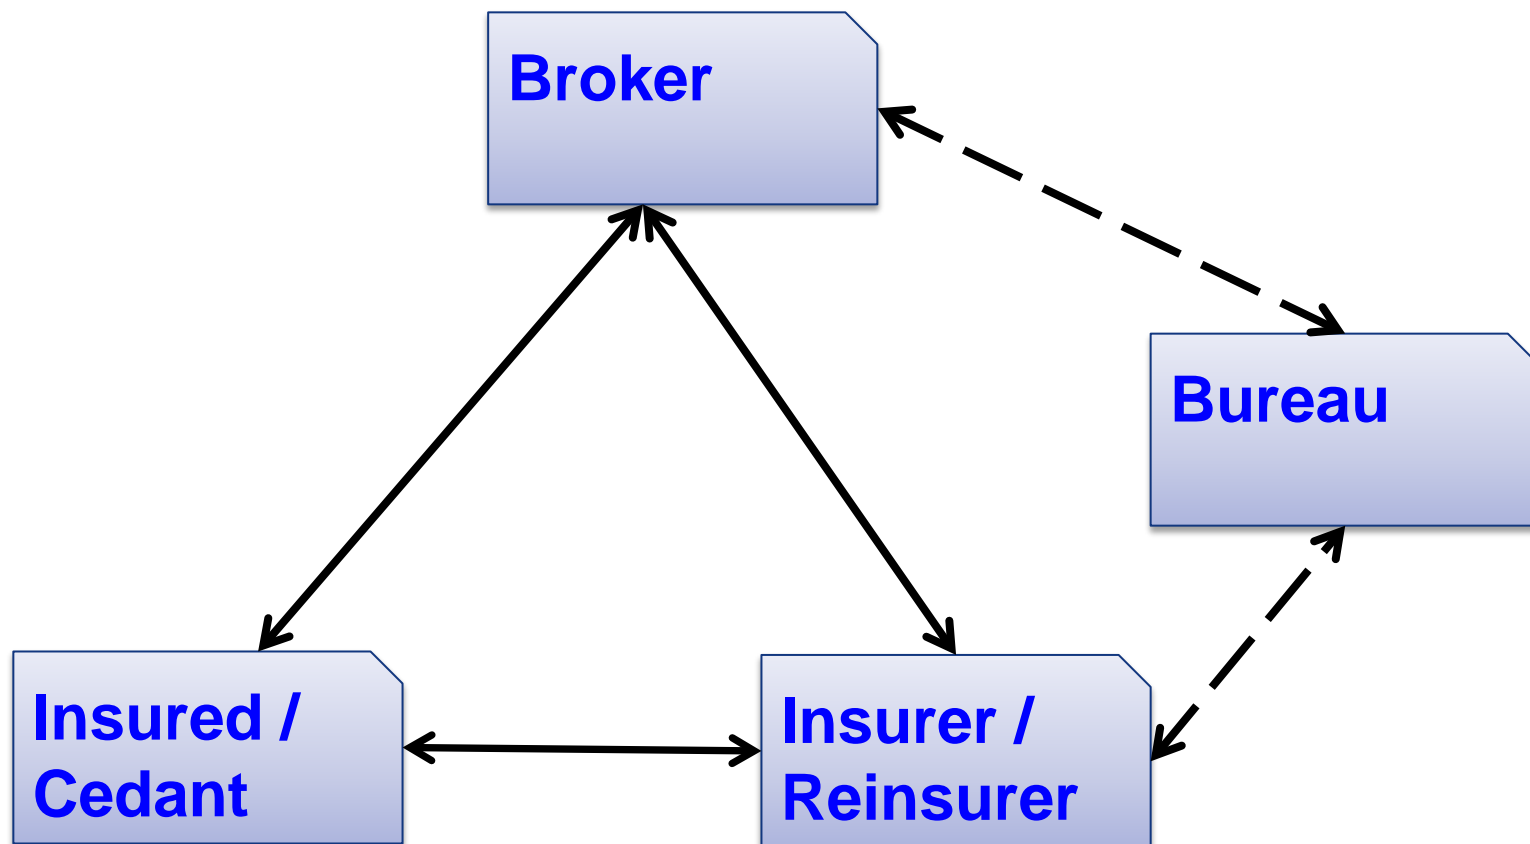 Broker
Bureau
Insured /
Cedant
Insurer /
Reinsurer